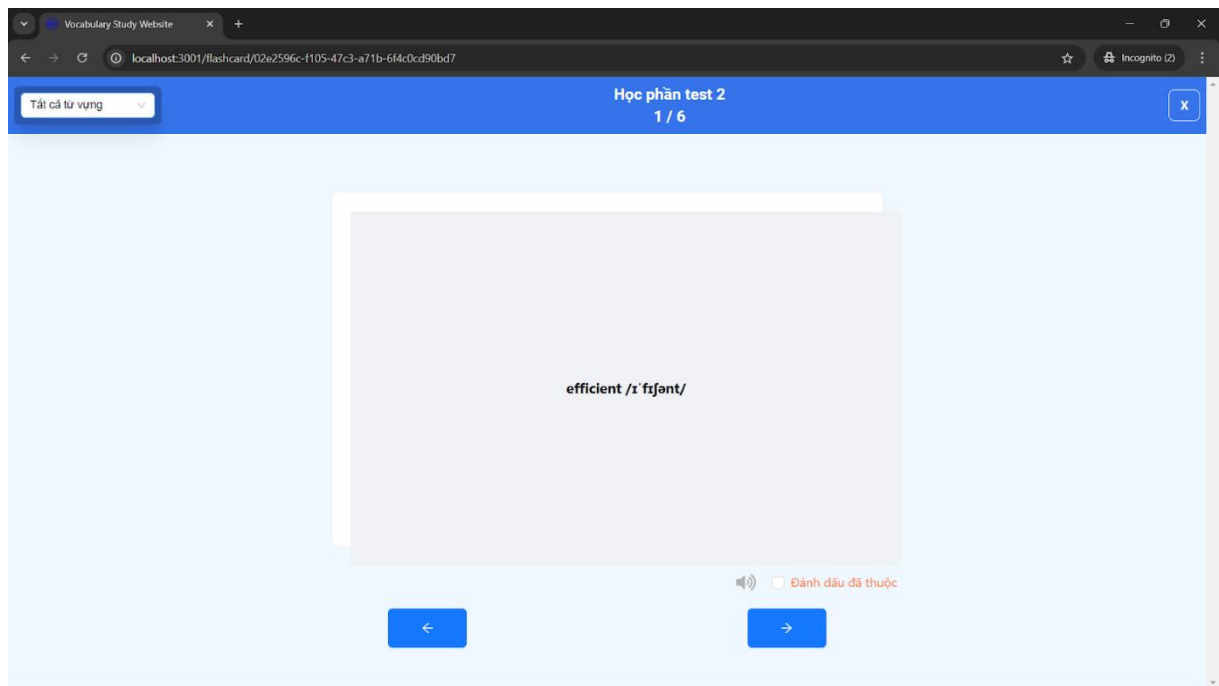 Vocabulary Study Website
localhost:3001/flashcard/02e2596c-f105-47c3-a71b-6f4c0cd90bd7
Incognito (2)
Tất cả từ vựng
Học phần test 2
1 / 6
X
efficient /ɪˈfɪʃənt/
Đánh dấu đã thuộc